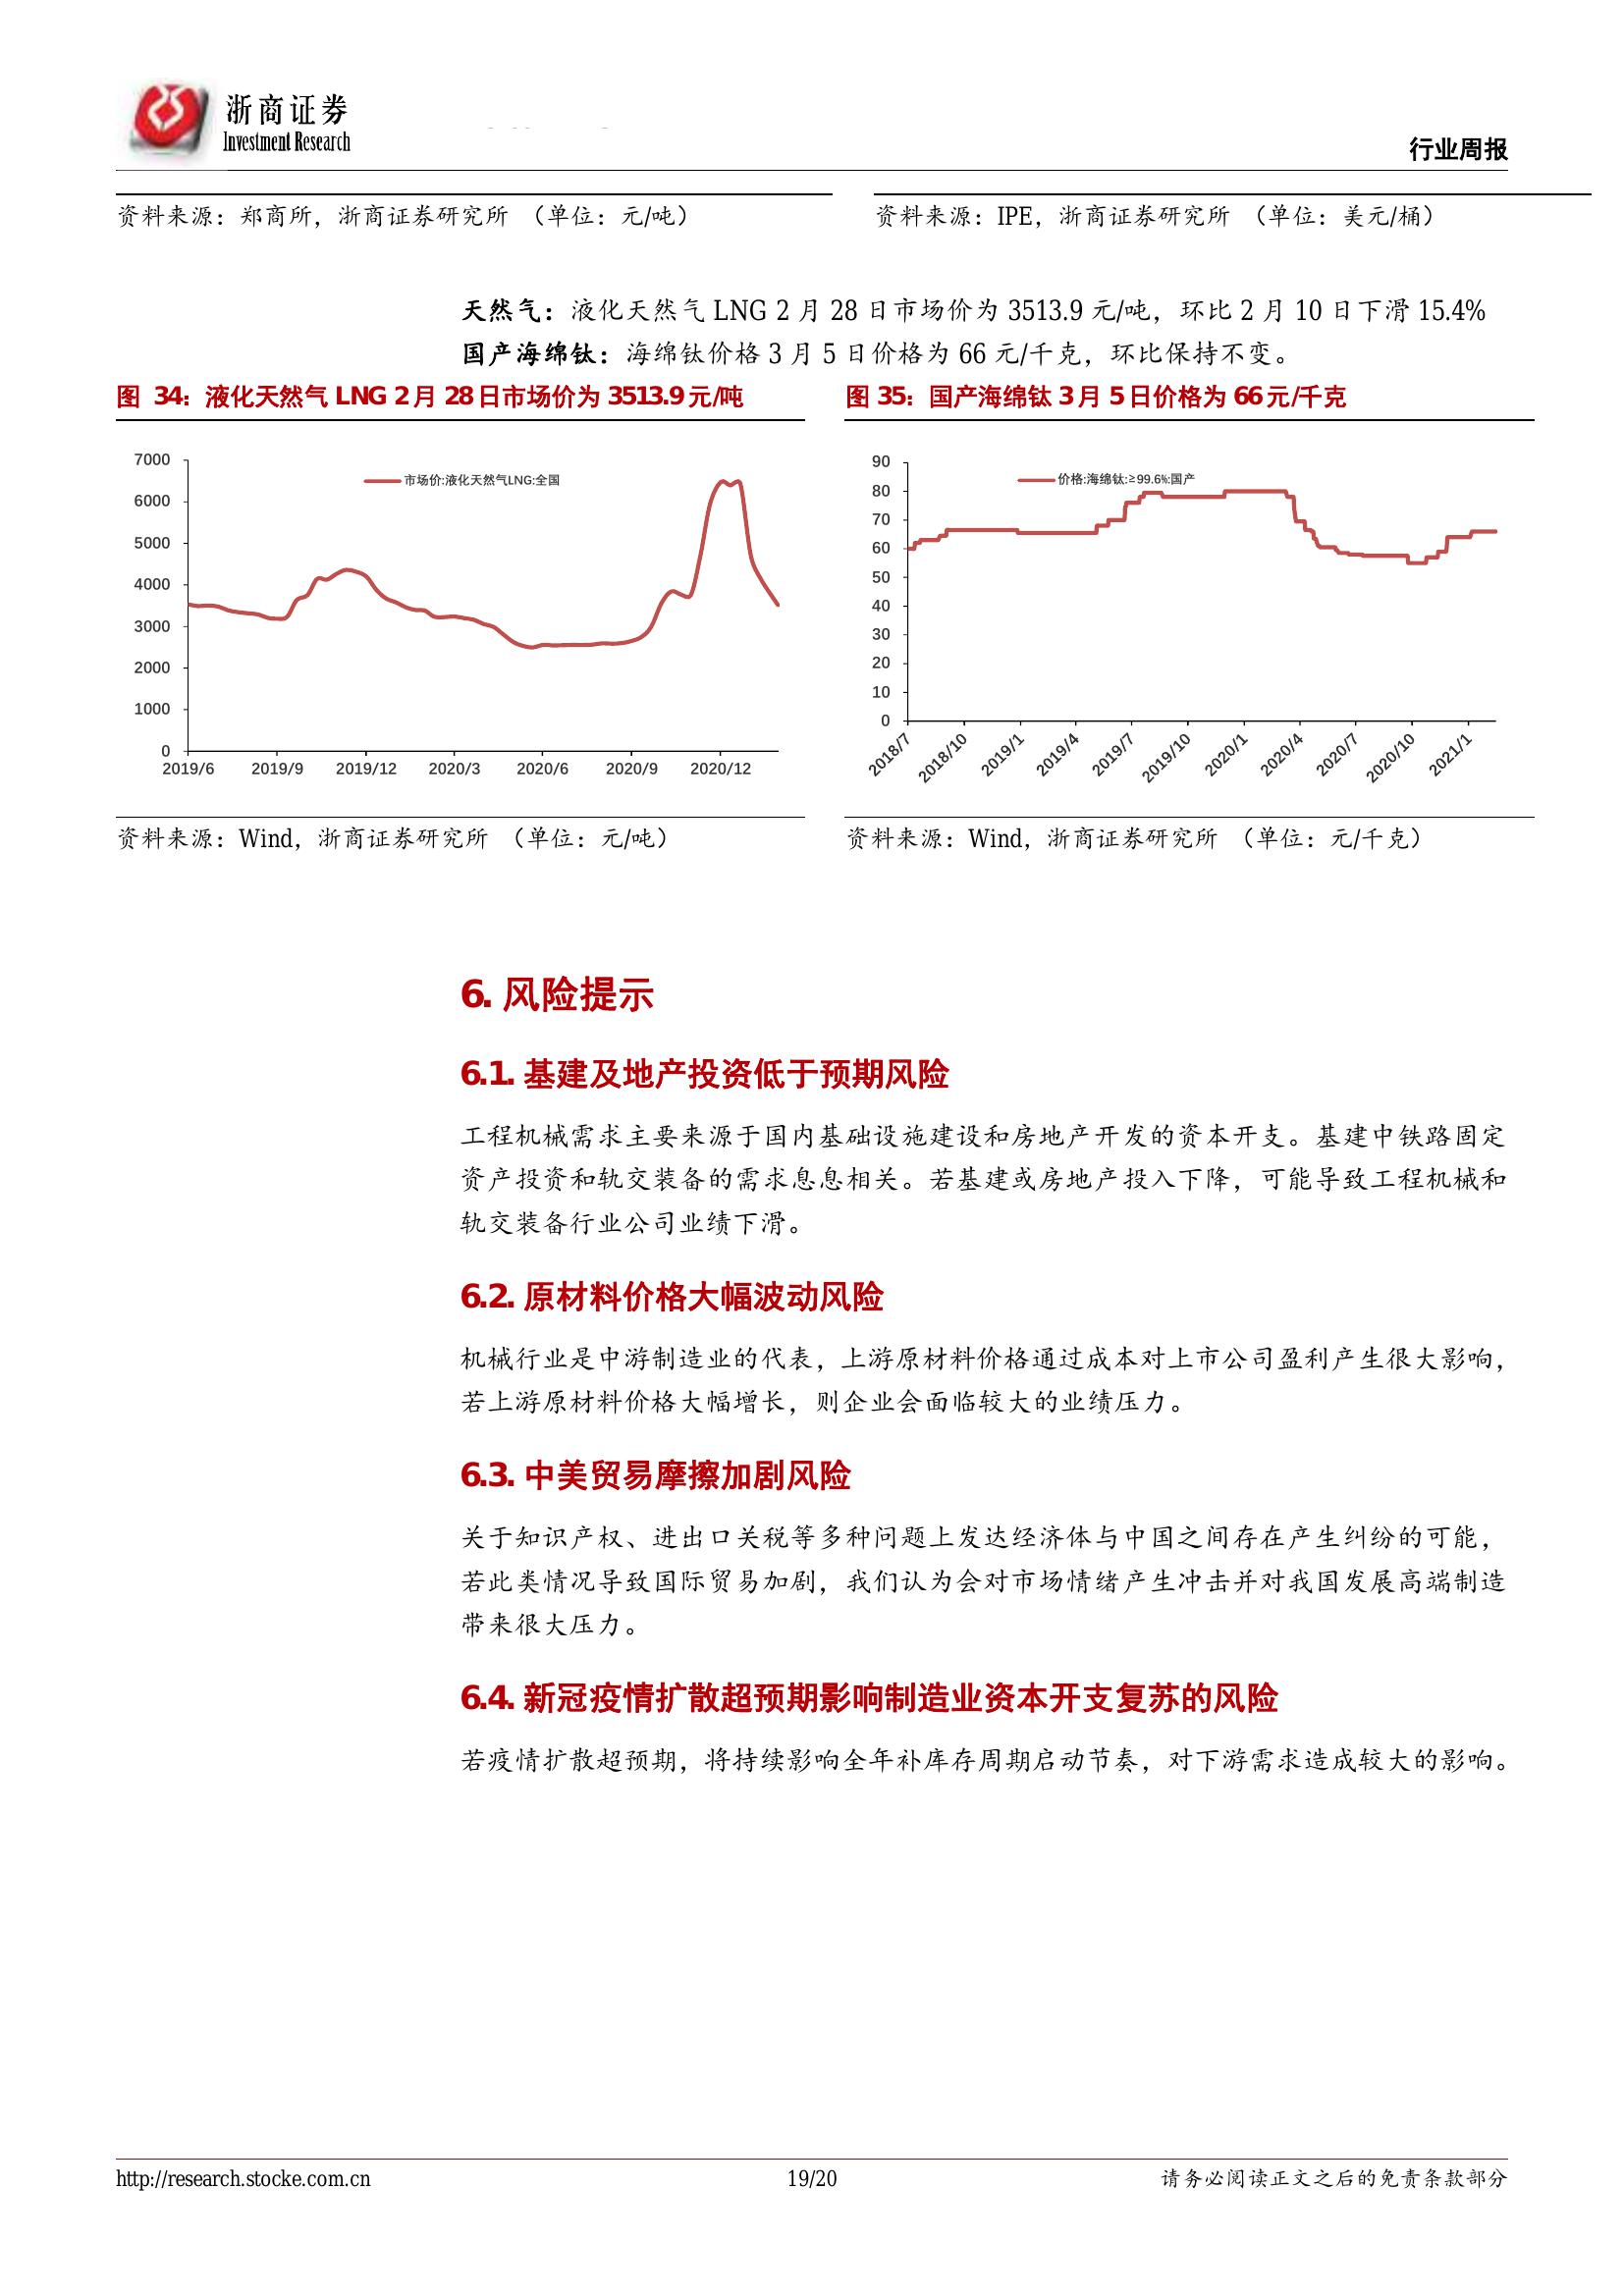 浙商证券
Investment Research
行业周报
资料来源：郑商所，浙商证券研究所 （单位：元/吨）
资料来源：IPE，浙商证券研究所 （单位：美元/桶）
天然气：液化天然气 LNG 2 月 28 日市场价为 3513.9 元/吨，环比 2 月 10 日下滑 15.4%
国产海绵钛：海绵钛价格 3 月 5 日价格为 66 元/千克，环比保持不变。
图 34：液化天然气 LNG 2 月 28 日市场价为 3513.9 元/吨
7000
6000
5000
4000
3000
2000
1000
0
市场价:液化天然气LNG:全国
2019/6 2019/9 2019/12 2020/3 2020/6 2020/9 2020/12
资料来源：Wind，浙商证券研究所 （单位：元/吨）
图 35：国产海绵钛 3 月 5 日价格为 66 元/千克
90
80
70
60
50
40
30
20
10
0
价格:海绵钛:≥99.6%:国产
2018/7 2018/10 2019/1 2019/4 2019/7 2019/10 2020/1 2020/4 2020/7 2020/10 2021/1
资料来源：Wind，浙商证券研究所 （单位：元/千克）
6. 风险提示
6.1. 基建及地产投资低于预期风险
工程机械需求主要来源于国内基础设施建设和房地产开发的资本开支。基建中铁路固定
资产投资和轨交装备的需求息息相关。若基建或房地产投入下降，可能导致工程机械和
轨交装备行业公司业绩下滑。
6.2. 原材料价格大幅波动风险
机械行业是中游制造业的代表，上游原材料价格通过成本对上市公司盈利产生很大影响，
若上游原材料价格大幅增长，则企业会面临较大的业绩压力。
6.3. 中美贸易摩擦加剧风险
关于知识产权、进出口关税等多种问题上发达经济体与中国之间存在产生纠纷的可能，
若此类情况导致国际贸易加剧，我们认为会对市场情绪产生冲击并对我国发展高端制造
带来很大压力。
6.4. 新冠疫情扩散超预期影响制造业资本开支复苏的风险
若疫情扩散超预期，将持续影响全年补库存周期启动节奏，对下游需求造成较大的影响。
http://research.stocke.com.cn
19/20
请务必阅读正文之后的免责条款部分